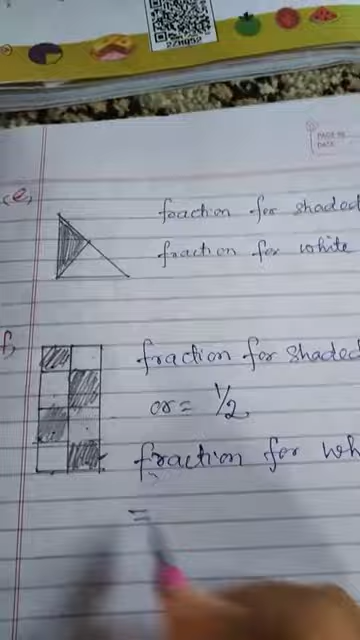 PAGE NO
DATE
(e)
fraction for shaded
fraction for white
f)
fraction for shaded
or = 1/2
fraction for wh
=